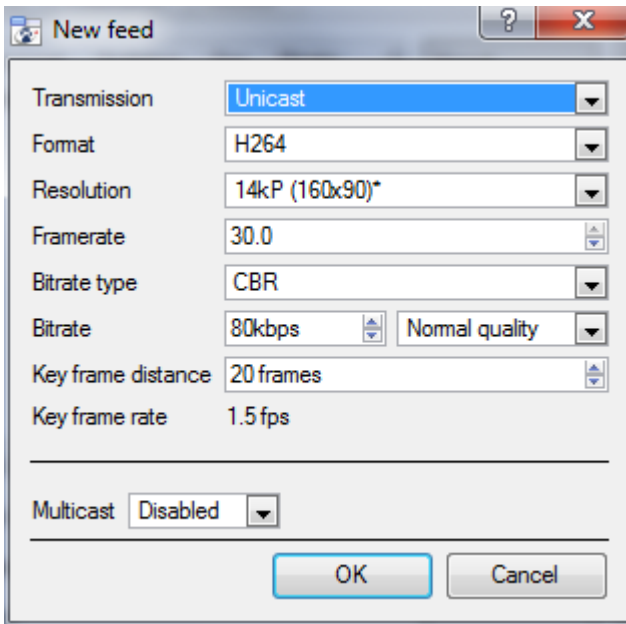 New feed
Transmission Unicast
Format H264
Resolution 14kP (160x90)*
Framerate 30.0
Bitrate type CBR
Bitrate 80kbps Normal quality
Key frame distance 20 frames
Key frame rate 1.5 fps
Multicast Disabled
OK Cancel